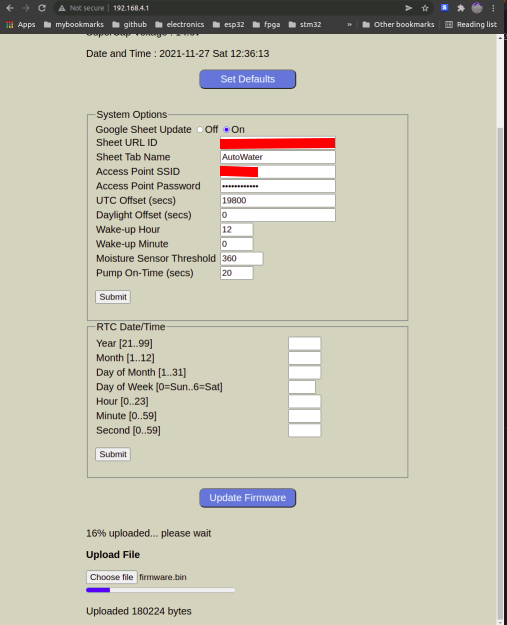 Not secure | 192.168.4.1
Apps mybookmarks github electronics esp32 fpga stm32 » Other bookmarks Reading list
SuperCap Voltage :
Date and Time : 2021-11-27 Sat 12:36:13
Set Defaults
System Options
Google Sheet Update Off On
Sheet URL ID
Sheet Tab Name AutoWater
Access Point SSID
Access Point Password ••••••••••••
UTC Offset (secs) 19800
Daylight Offset (secs) 0
Wake-up Hour 12
Wake-up Minute 0
Moisture Sensor Threshold 360
Pump On-Time (secs) 20
Submit
RTC Date/Time
Year [21..99]
Month [1..12]
Day of Month [1..31]
Day of Week [0=Sun..6=Sat]
Hour [0..23]
Minute [0..59]
Second [0..59]
Submit
Update Firmware
16% uploaded... please wait
Upload File
Choose file firmware.bin
Uploaded 180224 bytes